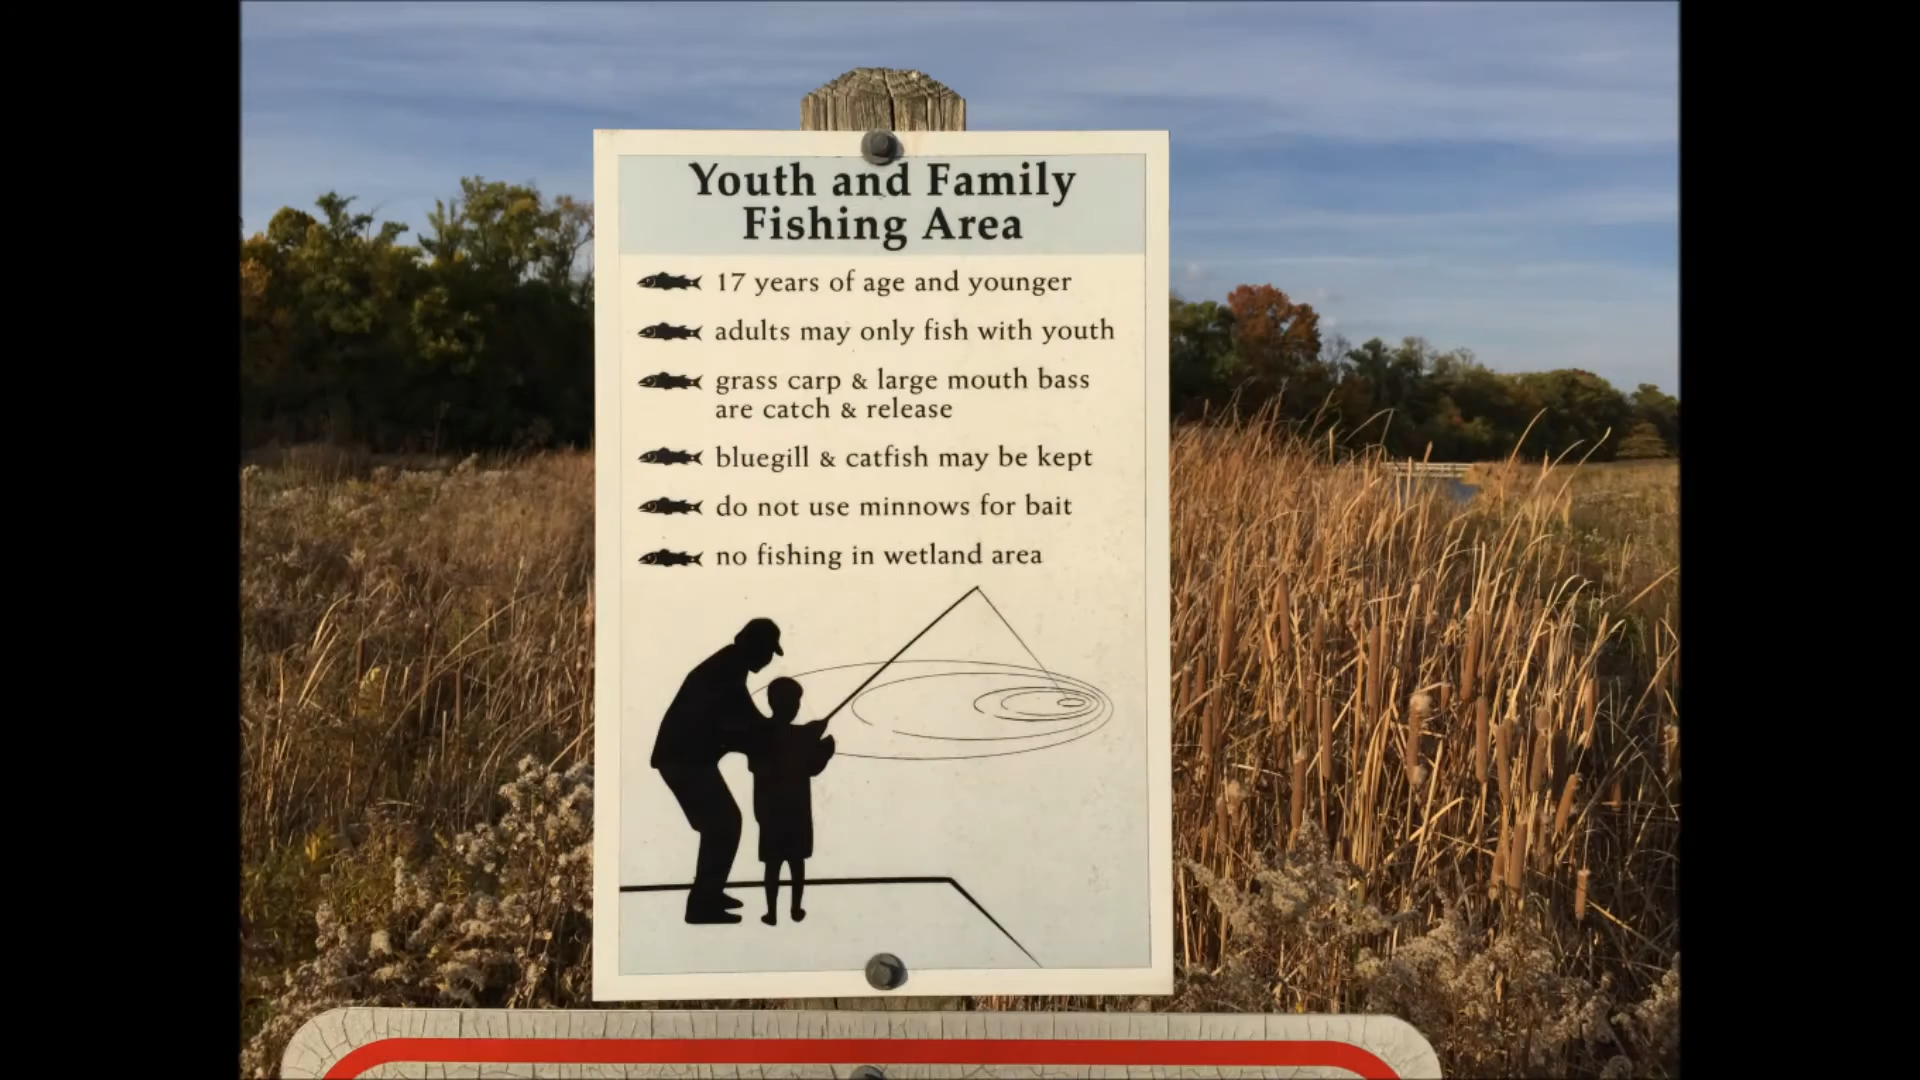 Youth and Family
Fishing Area
17 years of age and younger
adults may only fish with youth
grass carp & large mouth bass
are catch & release
bluegill & catfish may be kept
do not use minnows for bait
no fishing in wetland area